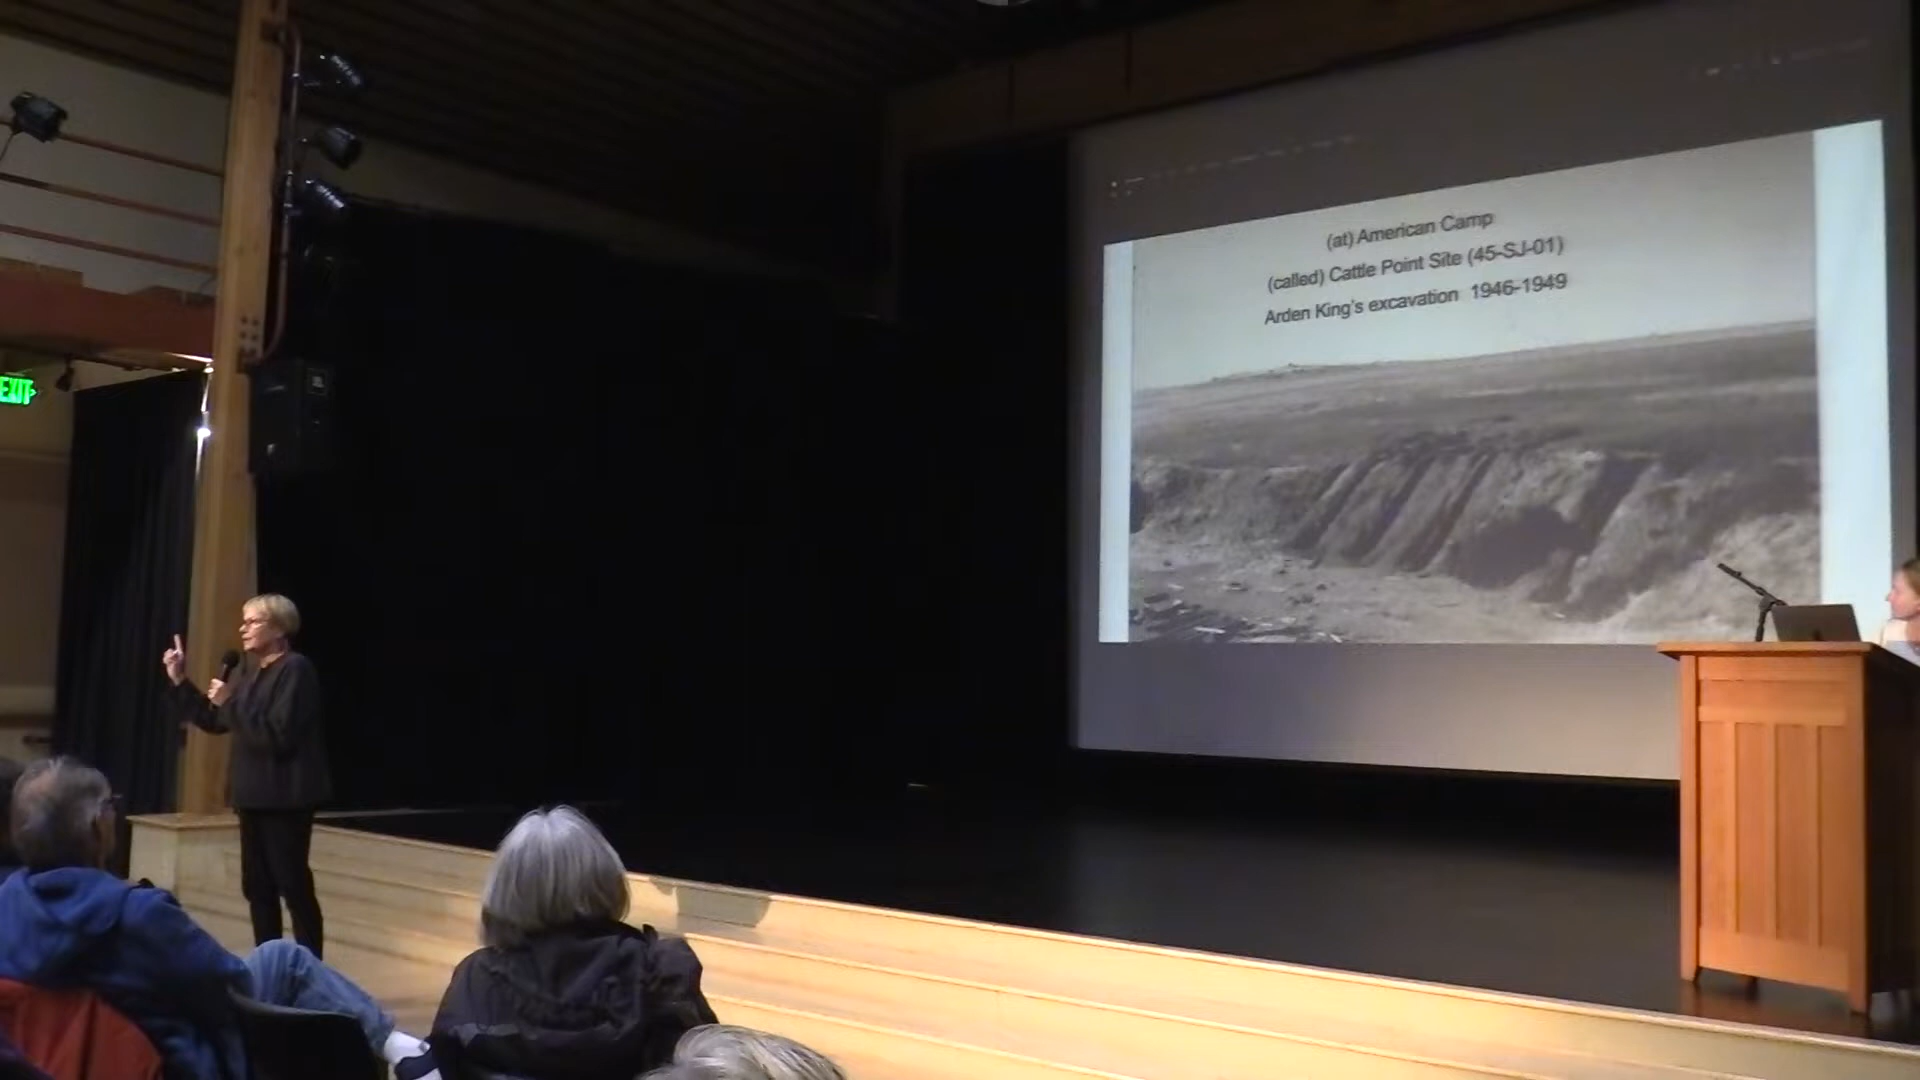 (at) American Camp
(called) Cattle Point Site (45-SJ-01)
Arden King's excavation 1946-1949
EXIT